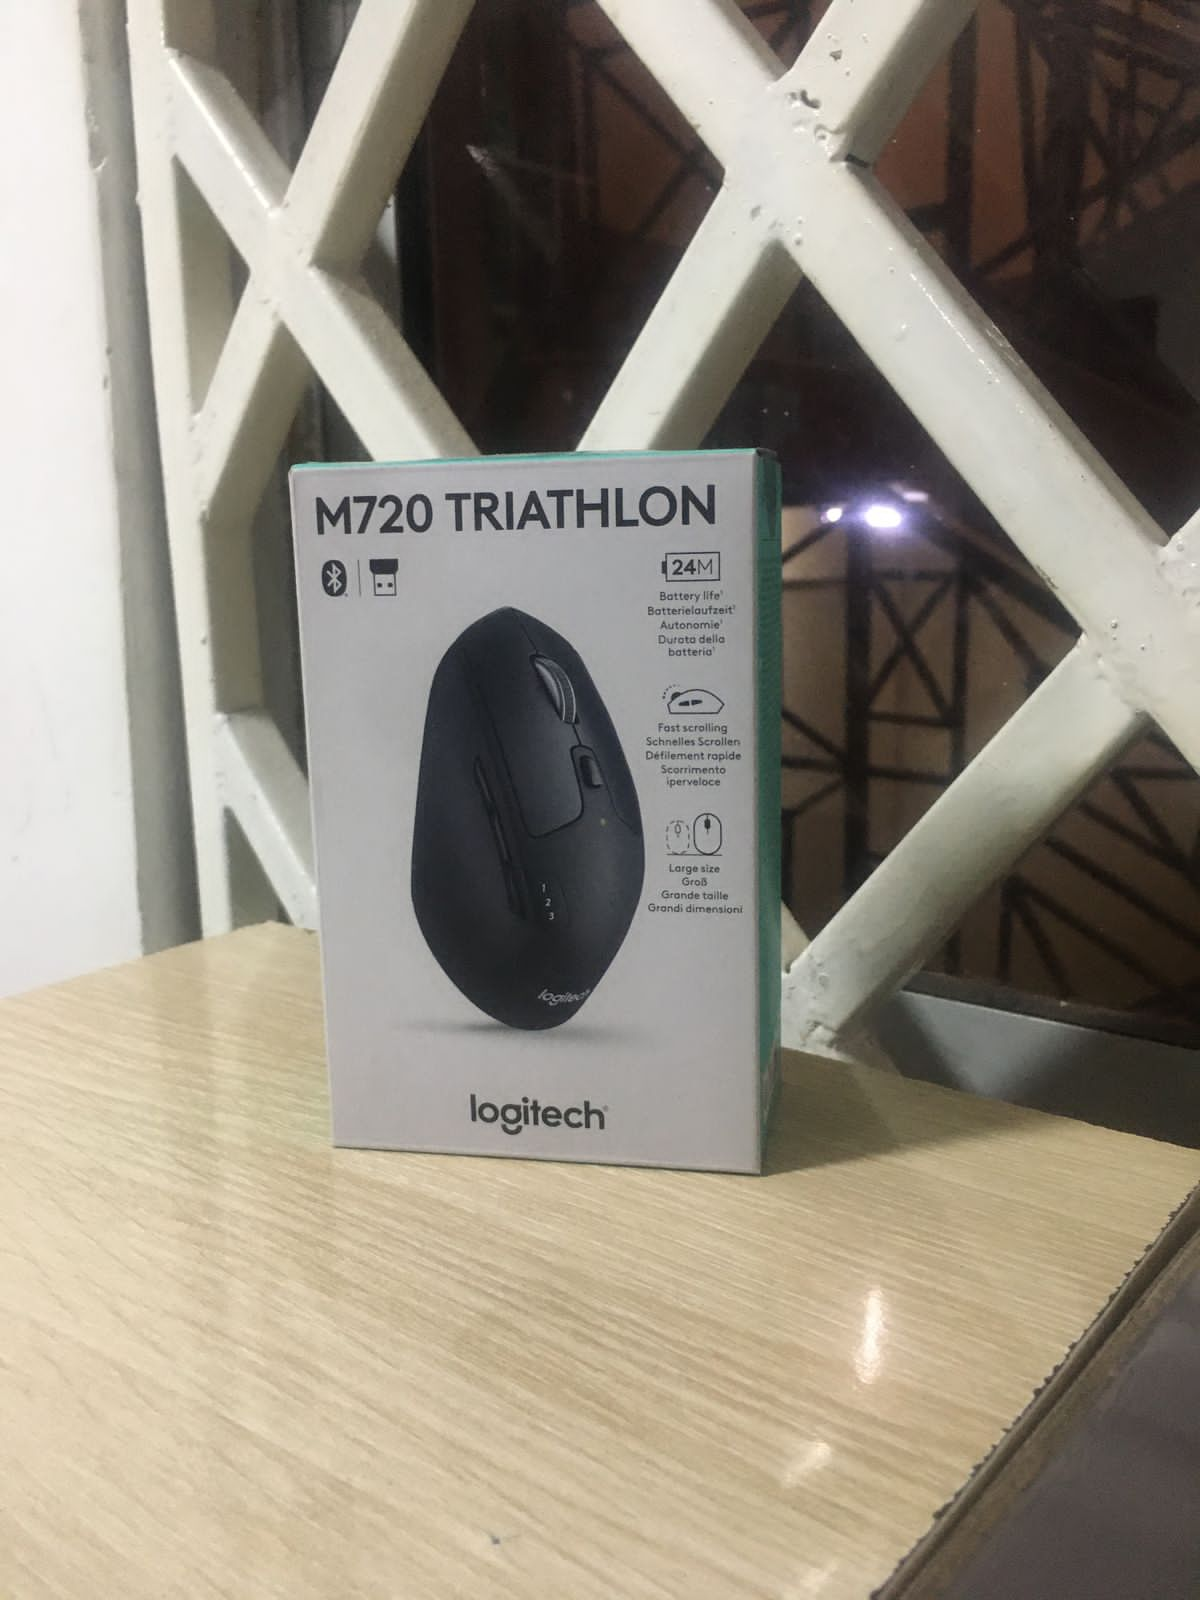 M720 TRIATHLON
24M
Battery life¹
Batterielaufzeit¹
Autonomie¹
Durata della
batteria¹
Fast scrolling
Schnelles Scrollen
Défilement rapide
Scorrimento
iperveloce
Large size
Groß
Grande taille
Grandi dimensioni
1
2
3
logitech
logitech